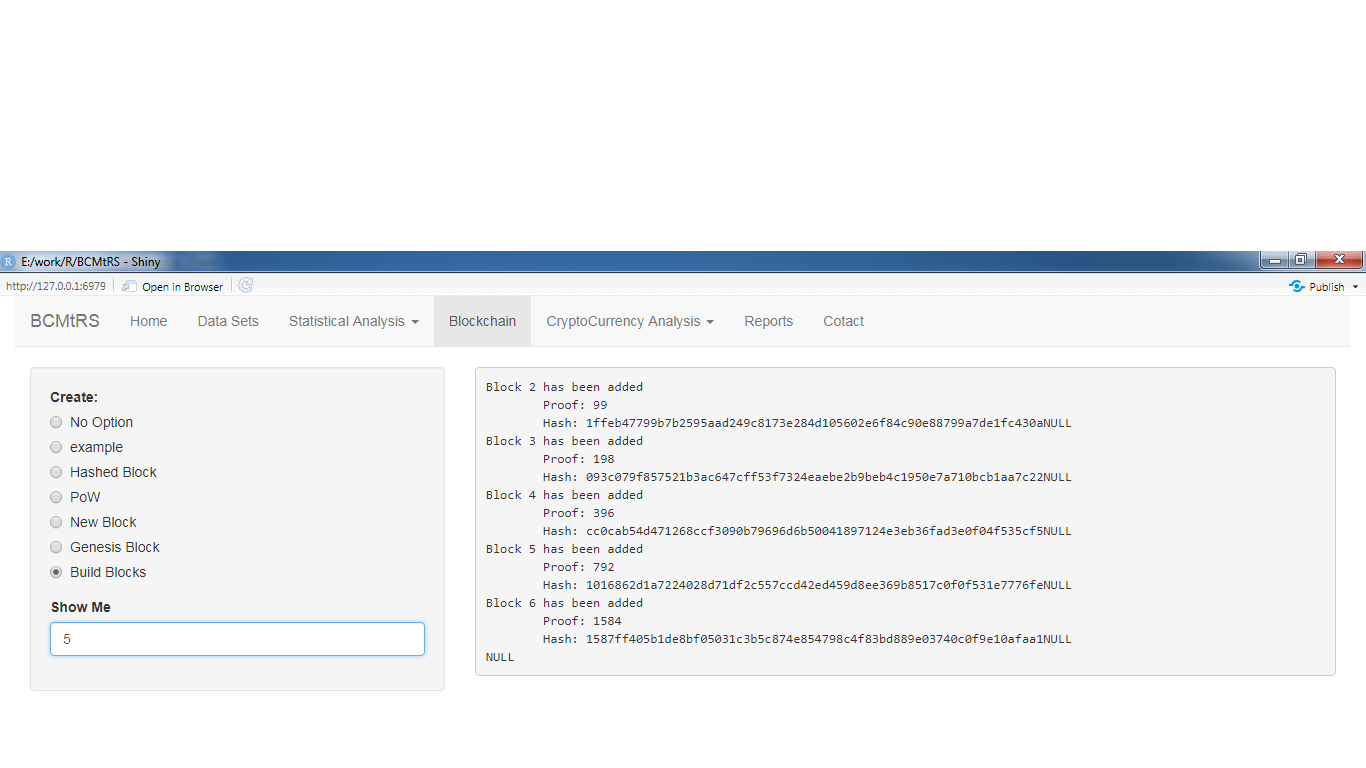 E:/work/R/BCMtRS - Shiny
http://127.0.0.1:6979 Open in Browser Publish
BCMtRS Home Data Sets Statistical Analysis Blockchain CryptoCurrency Analysis Reports Cotact
Create:
No Option
example
Hashed Block
PoW
New Block
Genesis Block
Build Blocks
Show Me
5
Block 2 has been added
Proof: 99
Hash: 1ffeb47799b7b2595aad249c8173e284d105602e6f84c90e88799a7de1fc430aNULL
Block 3 has been added
Proof: 198
Hash: 093c079f857521b3ac647cff53f7324eaebe2b9beb4c1950e7a710bcb1aa7c22NULL
Block 4 has been added
Proof: 396
Hash: cc0cab54d471268ccf3090b79696d6b50041897124e3eb36fad3e0f04f535cf5NULL
Block 5 has been added
Proof: 792
Hash: 1016862d1a7224028d71df2c557ccd42ed459d8ee369b8517c0f0f531e7776feNULL
Block 6 has been added
Proof: 1584
Hash: 1587ff405b1de8bf05031c3b5c874e854798c4f83bd889e03740c0f9e10afaa1NULL
NULL